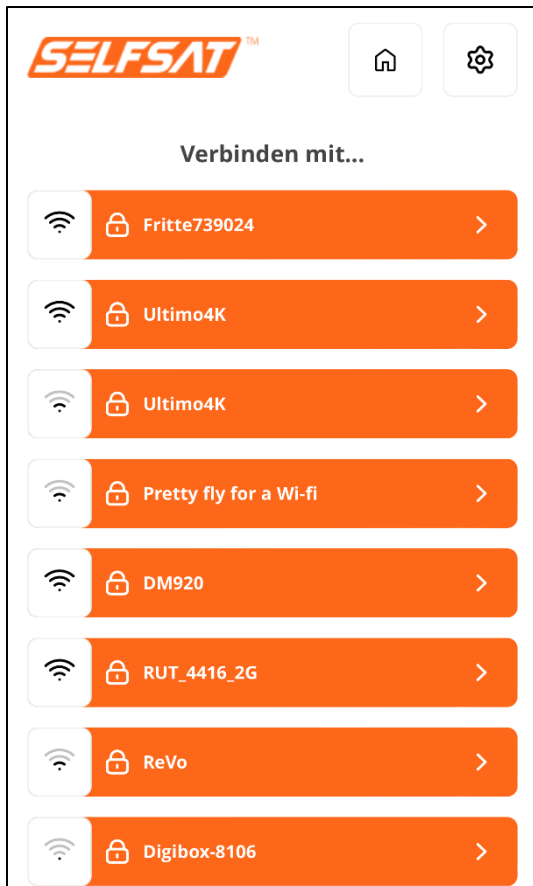 SELFSAT™
Verbinden mit...
Fritte739024
Ultimo4K
Ultimo4K
Pretty fly for a Wi-fi
DM920
RUT_4416_2G
ReVo
Digibox-8106